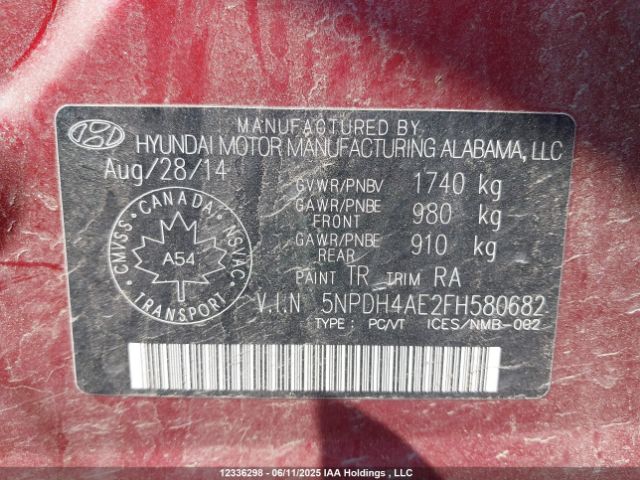 MANUFACTURED BY
HYUNDAI MOTOR MANUFACTURING ALABAMA, LLC
Aug/28/14
GVWR/PNBV 1740 kg
GAWR/PNBE FRONT 980 kg
GAWR/PNBE REAR 910 kg
CANADA
CMVSS NSVAC
A54
TRANSPORT
PAINT TR TRIM RA
V.I.N 5NPDH4AE2FH580682
TYPE : PC/VT ICES/NMB-002
12336298 - 06/11/2025 IAA Holdings , LLC